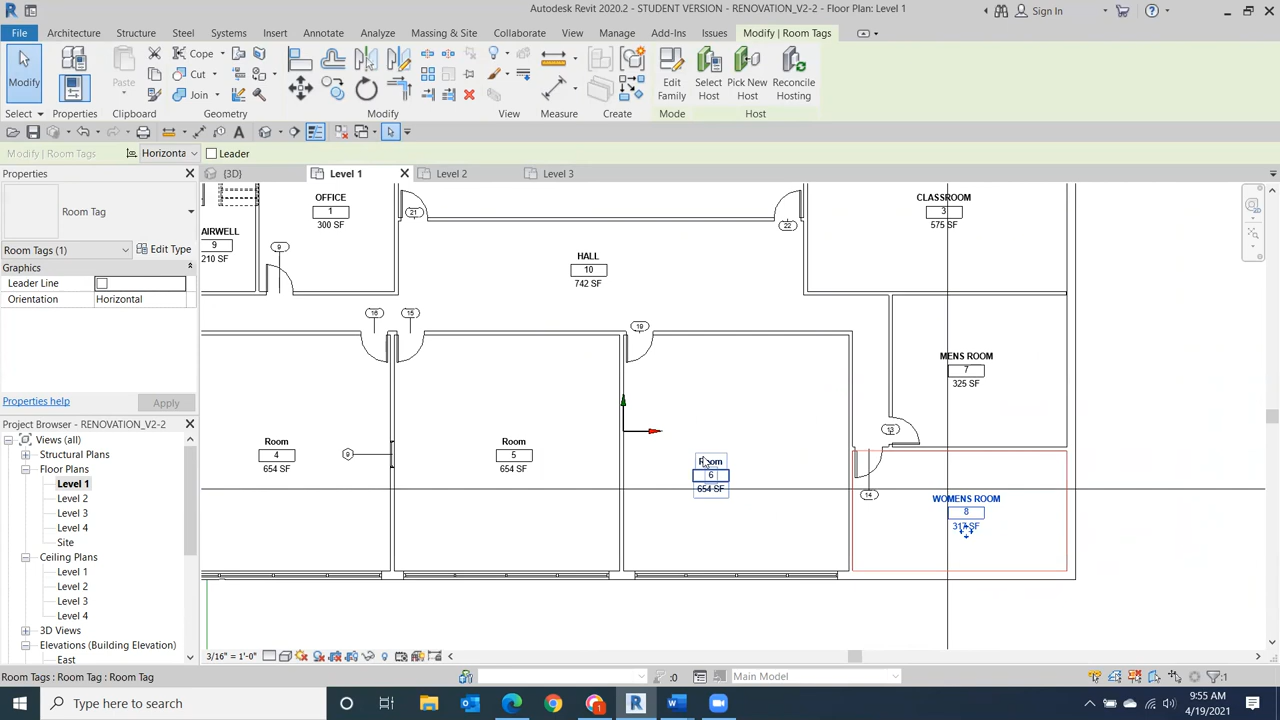 Autodesk Revit 2020.2 - STUDENT VERSION - RENOVATION_V2-2 - Floor Plan: Level 1
Sign In
File Architecture Structure Steel Systems Insert Annotate Analyze Massing & Site Collaborate View Manage Add-Ins Issues Modify | Room Tags
Modify
Properties
Paste
Cope
Cut
Join
Edit Family
Select Host
Pick New Host
Reconcile Hosting
Select Properties Clipboard Geometry Modify View Measure Create Mode Host
Modify | Room Tags
Horizonta
Leader
Properties
{3D} Level 1 Level 2 Level 3
Room Tag
Room Tags (1)
Edit Type
Graphics
Leader Line
Orientation Horizontal
Properties help
Apply
Project Browser - RENOVATION_V2-2
Views (all)
Structural Plans
Floor Plans
Level 1
Level 2
Level 3
Level 4
Site
Ceiling Plans
Level 1
Level 2
Level 3
Level 4
3D Views
Elevations (Building Elevation)
East
OFFICE
1
300 SF
AIRWELL
9
210 SF
21
22
HALL
10
742 SF
CLASSROOM
3
575 SF
16
15
19
MENS ROOM
7
325 SF
13
14
Room
4
654 SF
9
Room
5
654 SF
Room
6
654 SF
WOMENS ROOM
8
317 SF
3/16" = 1'-0"
Room Tags : Room Tag : Room Tag
:0
Main Model
:1
Type here to search
9:55 AM
4/19/2021